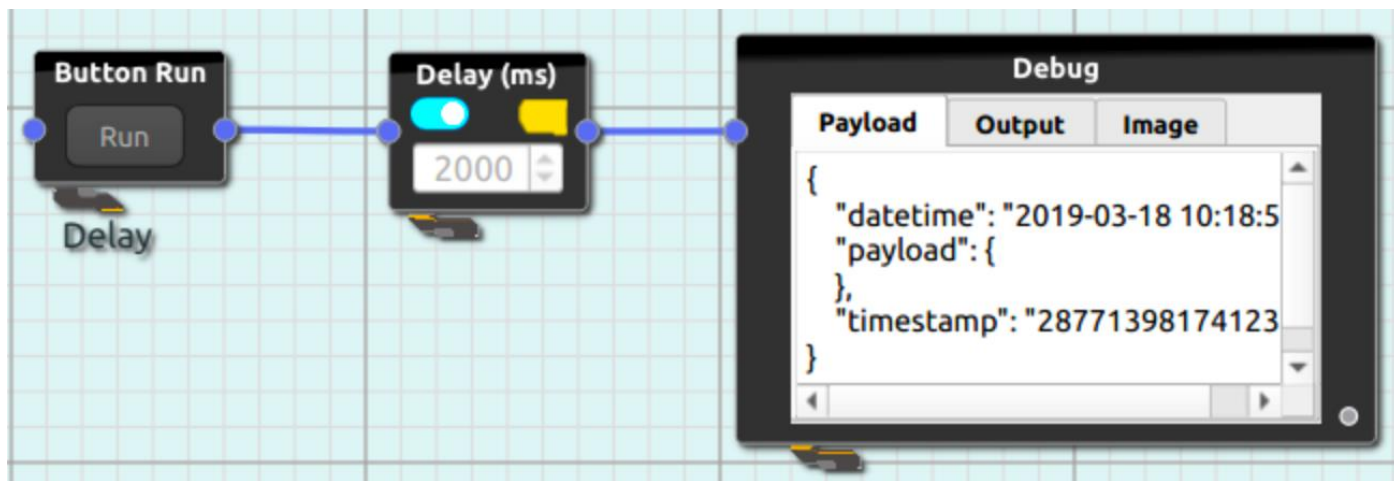 Button Run
Run
Delay
Delay (ms)
2000
Debug
Payload Output Image
{
"datetime": "2019-03-18 10:18:5
"payload": {
},
"timestamp": "28771398174123
}